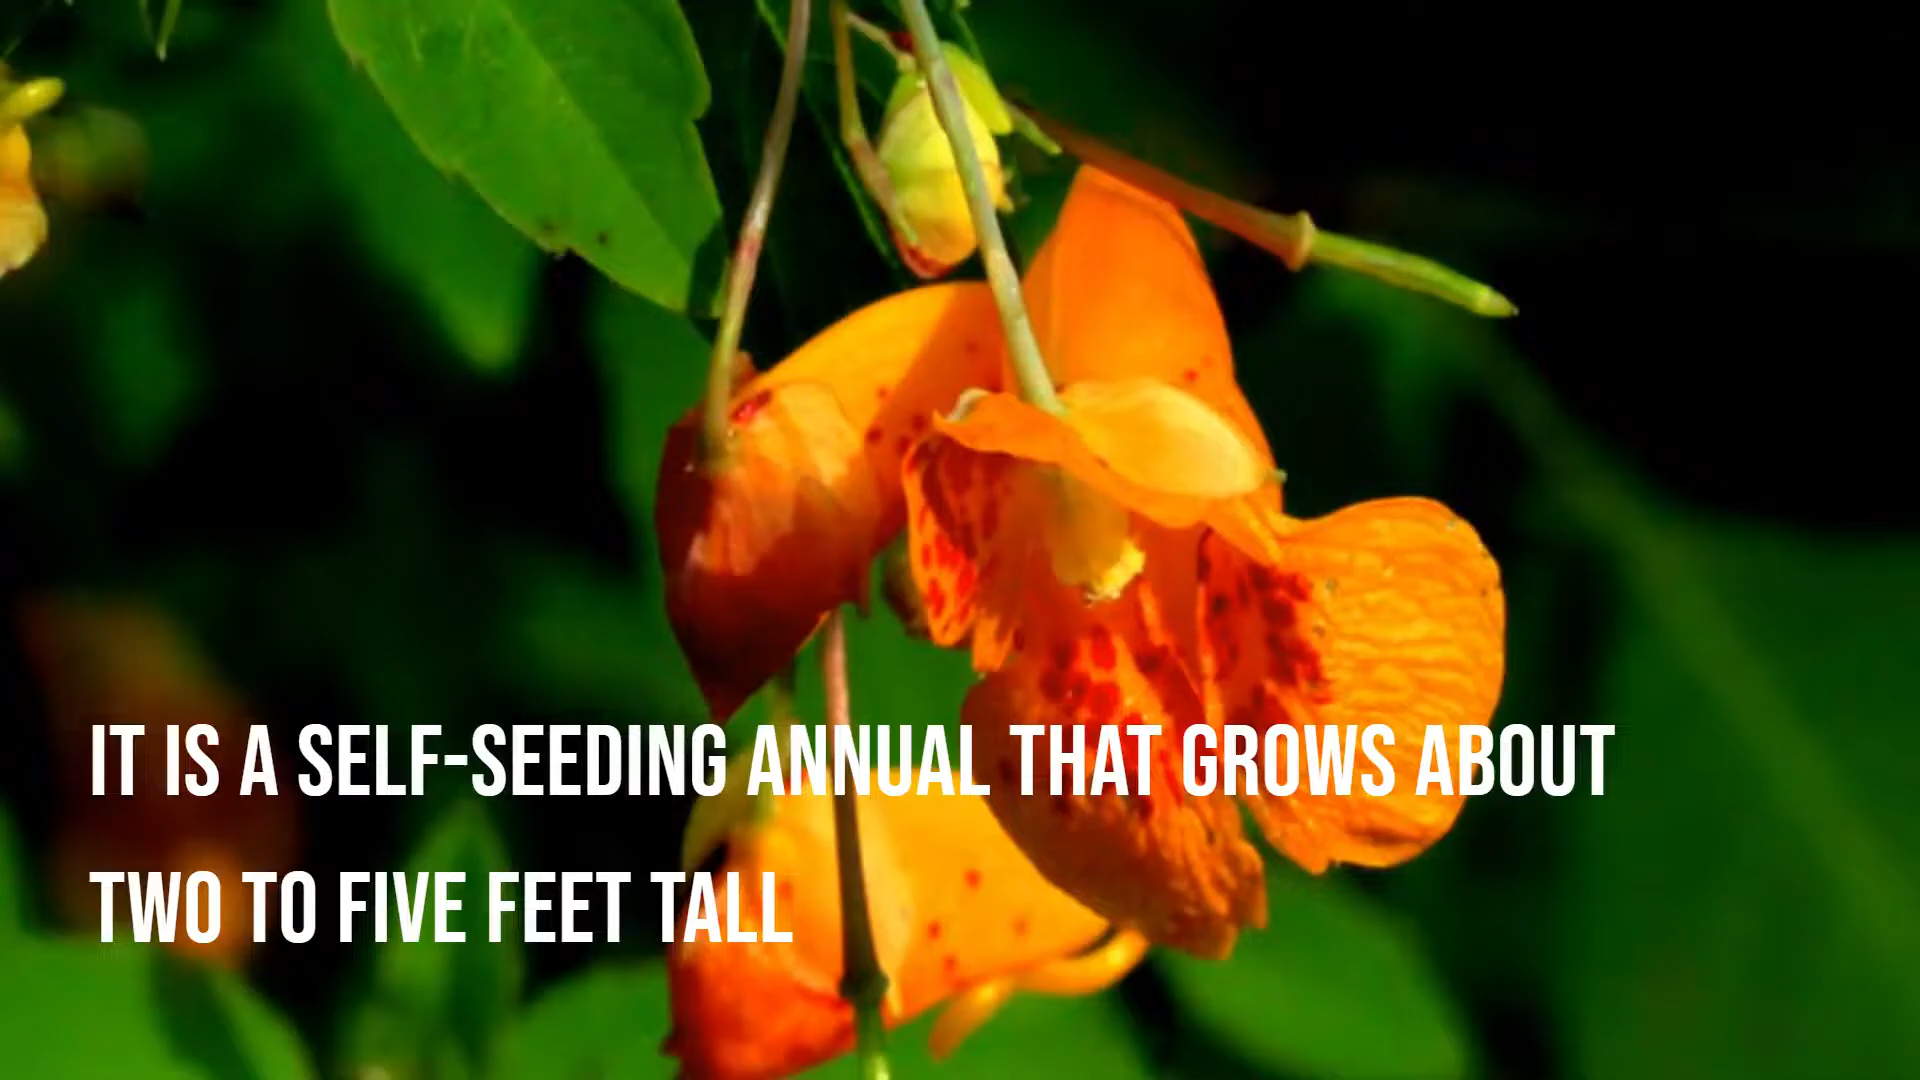 IT IS A SELF-SEEDING ANNUAL THAT GROWS ABOUT
TWO TO FIVE FEET TALL